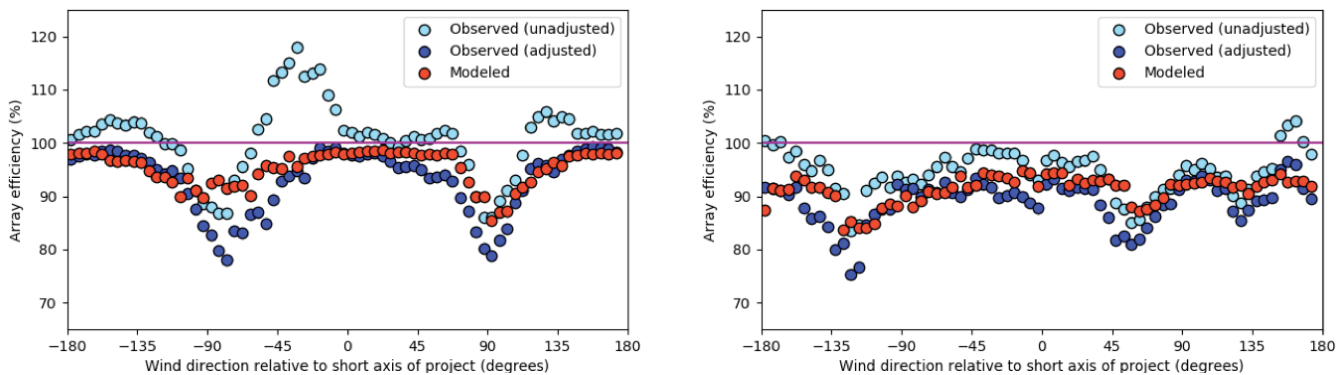 120
110
100
90
80
70
Array efficiency (%)
Observed (unadjusted)
Observed (adjusted)
Modeled
−180 −135 −90 −45 0 45 90 135 180
Wind direction relative to short axis of project (degrees)
120
110
100
90
80
70
Array efficiency (%)
Observed (unadjusted)
Observed (adjusted)
Modeled
−180 −135 −90 −45 0 45 90 135 180
Wind direction relative to short axis of project (degrees)